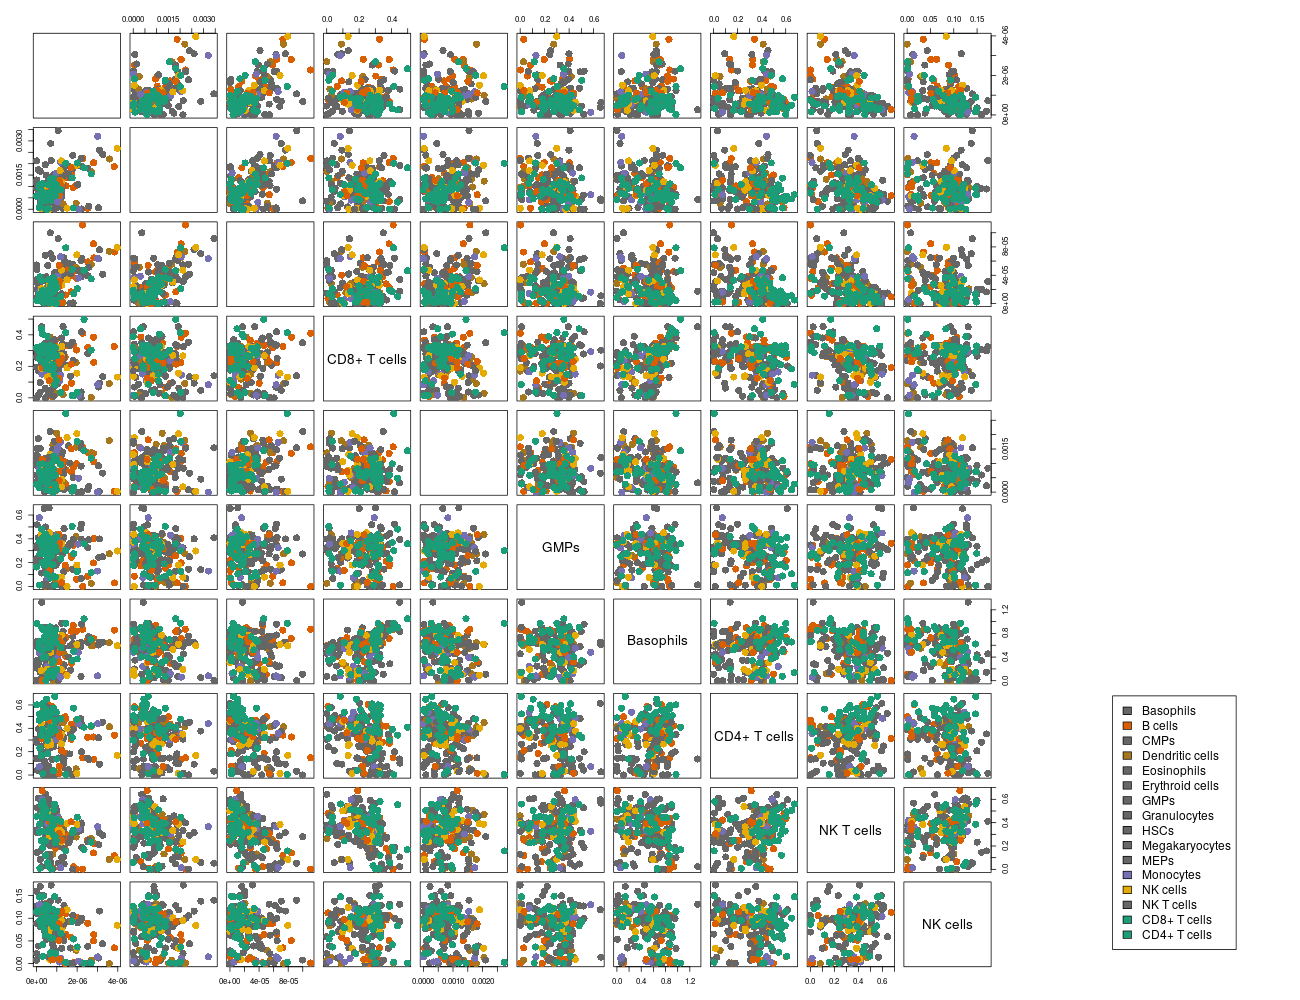 0.0000 0.0015 0.0030
0.0 0.2 0.4
0.0 0.2 0.4 0.6
0.0 0.2 0.4 0.6
0.00 0.05 0.10 0.15
0e+00 2e-06 4e-06
0.0000 0.0015 0.0030
0e+00 4e-05 8e-05
CD8+ T cells
0.0 0.2 0.4
0.0000 0.0015
GMPs
0.0 0.2 0.4 0.6
Basophils
0.0 0.4 0.8 1.2
CD4+ T cells
0.0 0.2 0.4 0.6
NK T cells
0.0 0.2 0.4 0.6
NK cells
0.00 0.05 0.10 0.15
0e+00 2e-06 4e-06
0e+00 4e-05 8e-05
0.0000 0.0010 0.0020
0.0 0.4 0.8 1.2
0.0 0.2 0.4 0.6
Basophils
B cells
CMPs
Dendritic cells
Eosinophils
Erythroid cells
GMPs
Granulocytes
HSCs
Megakaryocytes
MEPs
Monocytes
NK cells
NK T cells
CD8+ T cells
CD4+ T cells